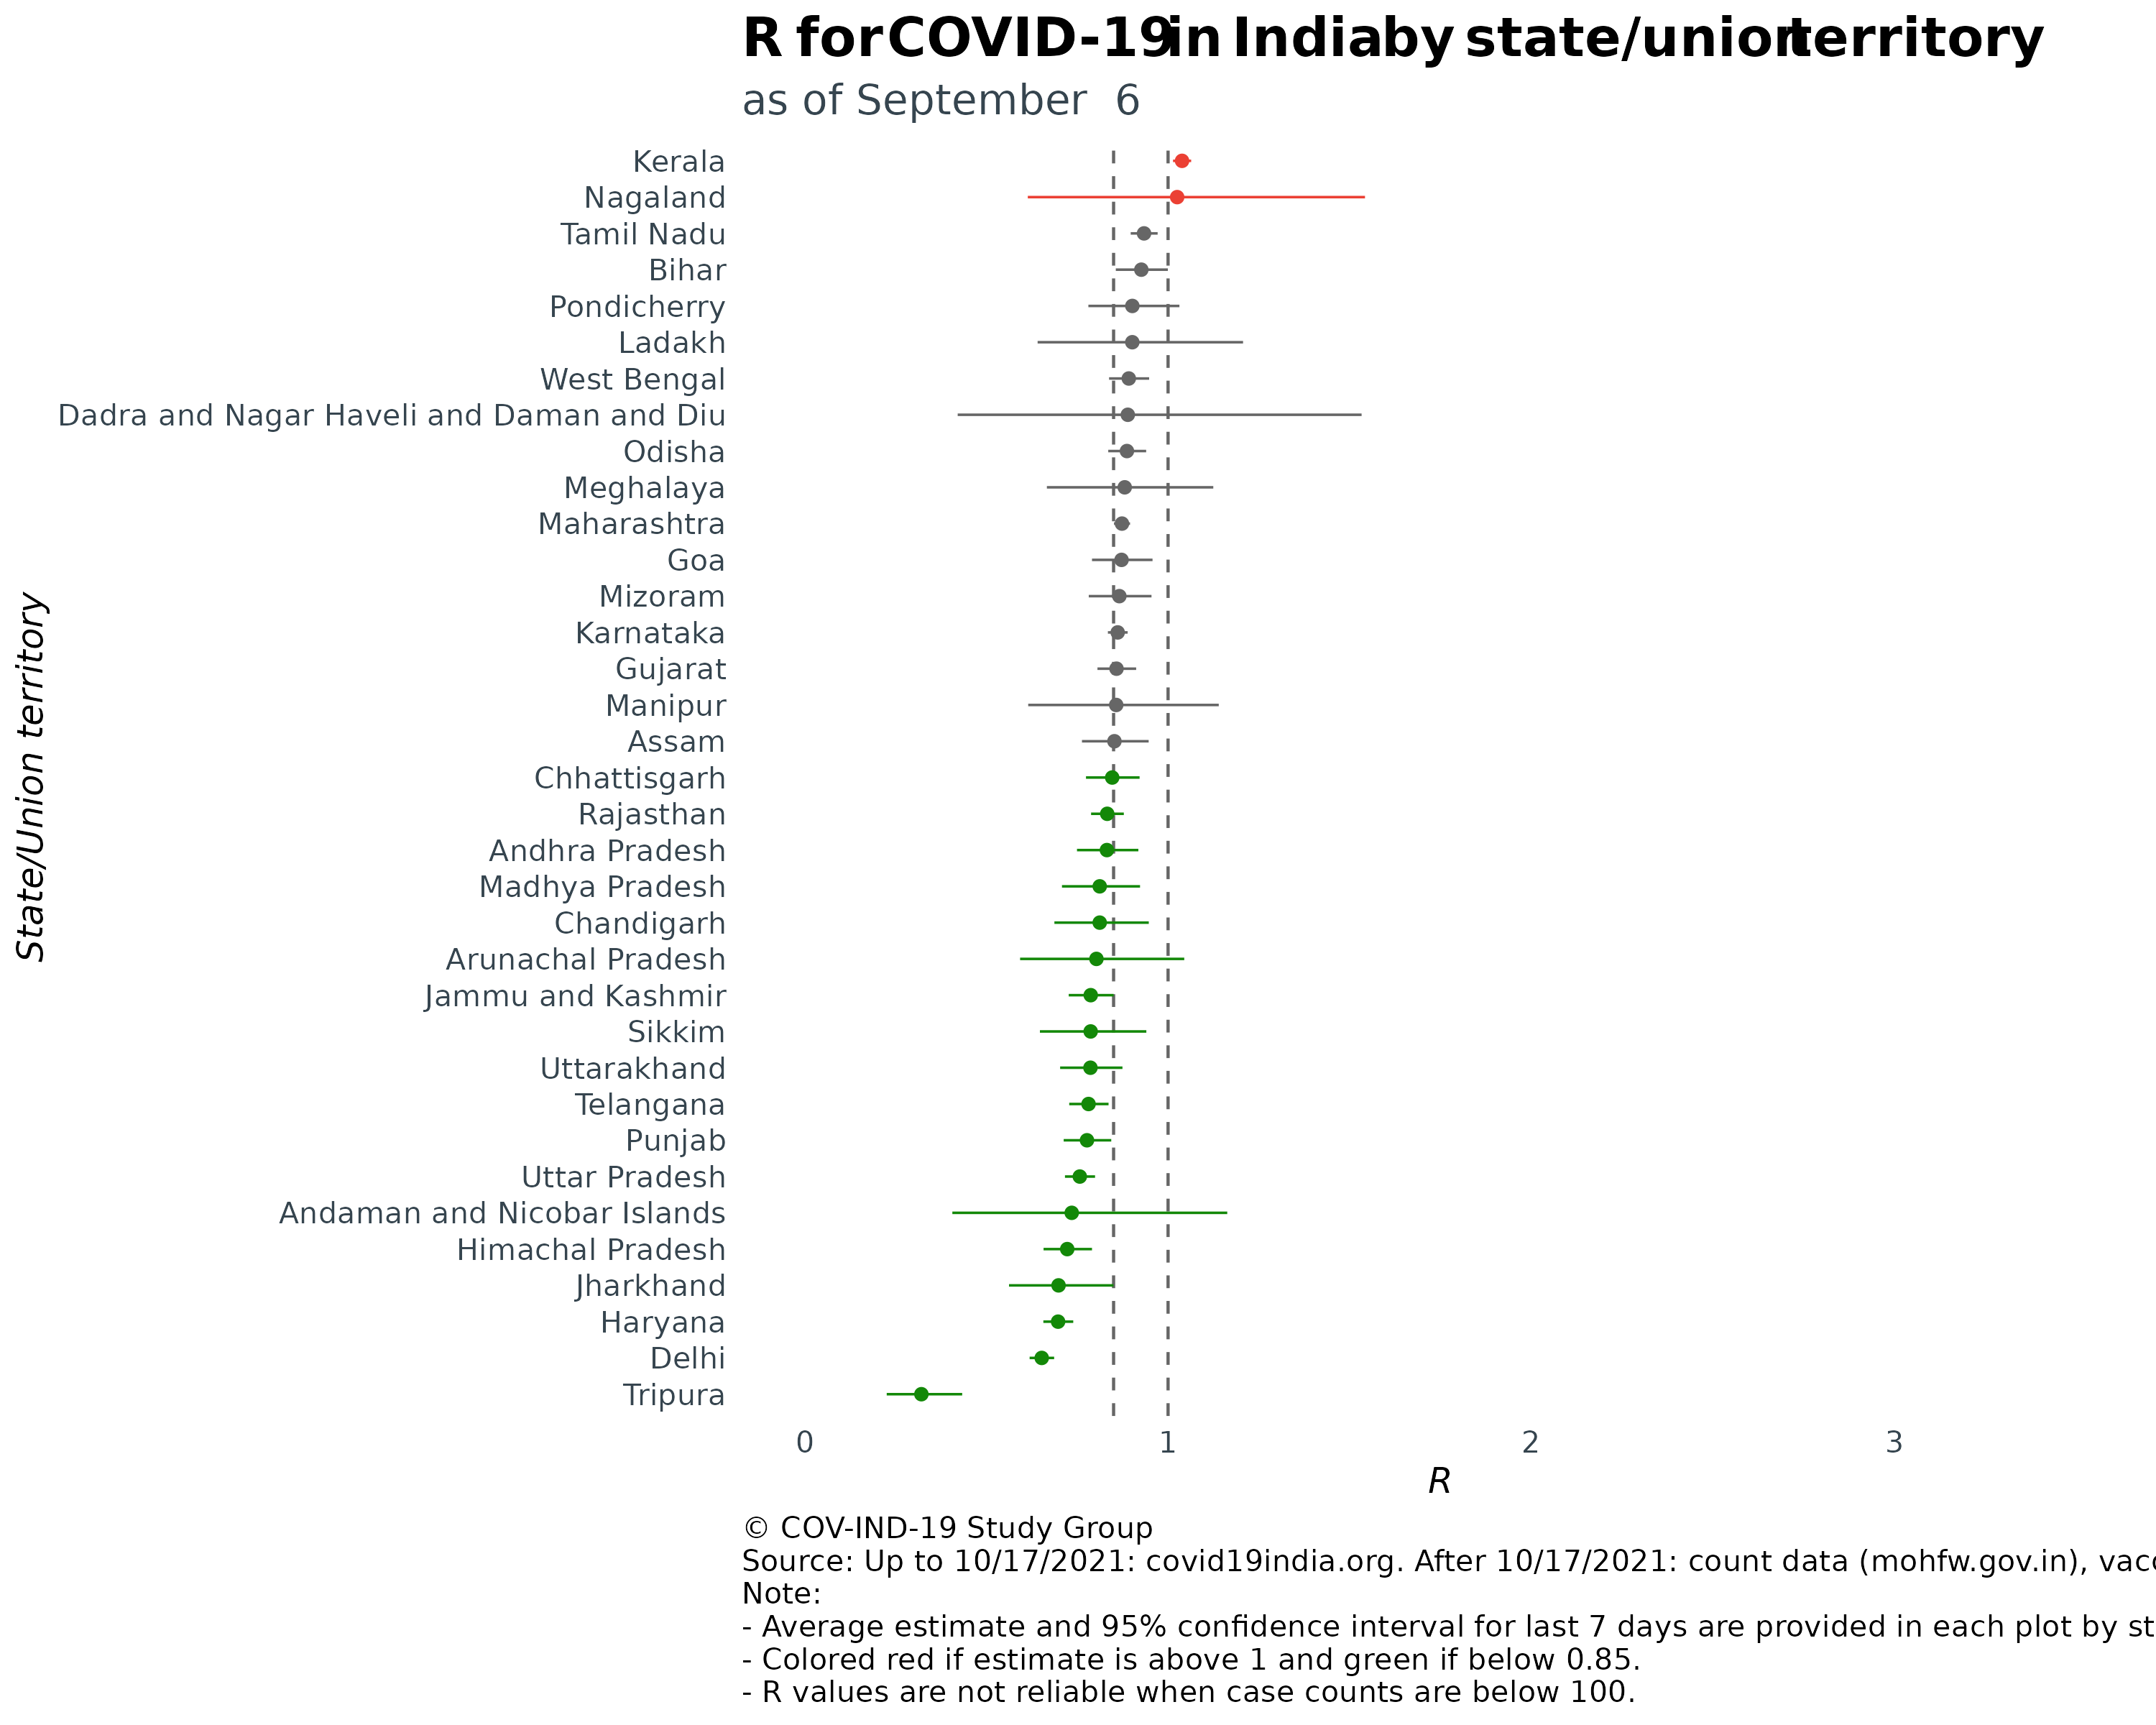 R for COVID-19 in India by state/union territory
as of September 6
Kerala
Nagaland
Tamil Nadu
Bihar
Pondicherry
Ladakh
West Bengal
Dadra and Nagar Haveli and Daman and Diu
Odisha
Meghalaya
Maharashtra
Goa
Mizoram
Karnataka
Gujarat
Manipur
Assam
Chhattisgarh
Rajasthan
Andhra Pradesh
Madhya Pradesh
Chandigarh
Arunachal Pradesh
Jammu and Kashmir
Sikkim
Uttarakhand
Telangana
Punjab
Uttar Pradesh
Andaman and Nicobar Islands
Himachal Pradesh
Jharkhand
Haryana
Delhi
Tripura
State/Union territory
0 1 2 3
R
© COV-IND-19 Study Group
Source: Up to 10/17/2021: covid19india.org. After 10/17/2021: count data (mohfw.gov.in),
Note:
- Average estimate and 95% confidence interval for last 7 days are provided in each plot by
- Colored red if estimate is above 1 and green if below 0.85.
- R values are not reliable when case counts are below 100.